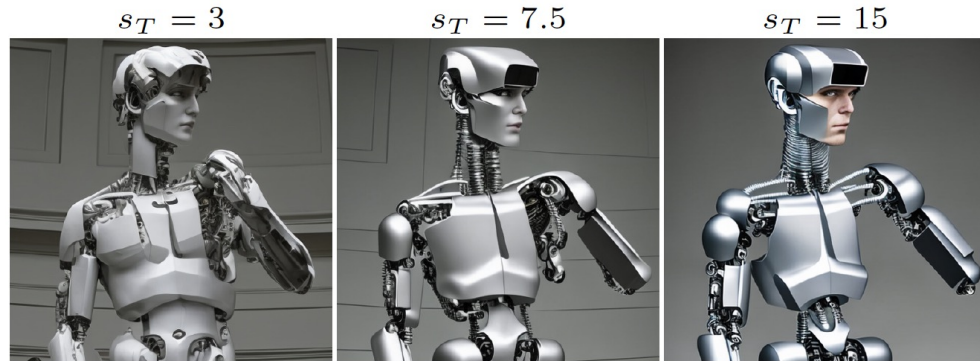 s_T = 3
s_T = 7.5
s_T = 15